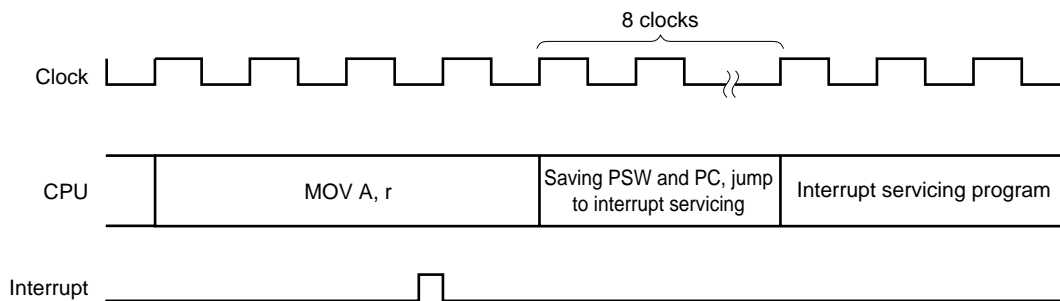 8 clocks
Clock
CPU
MOV A, r
Saving PSW and PC, jump
to interrupt servicing
Interrupt servicing program
Interrupt